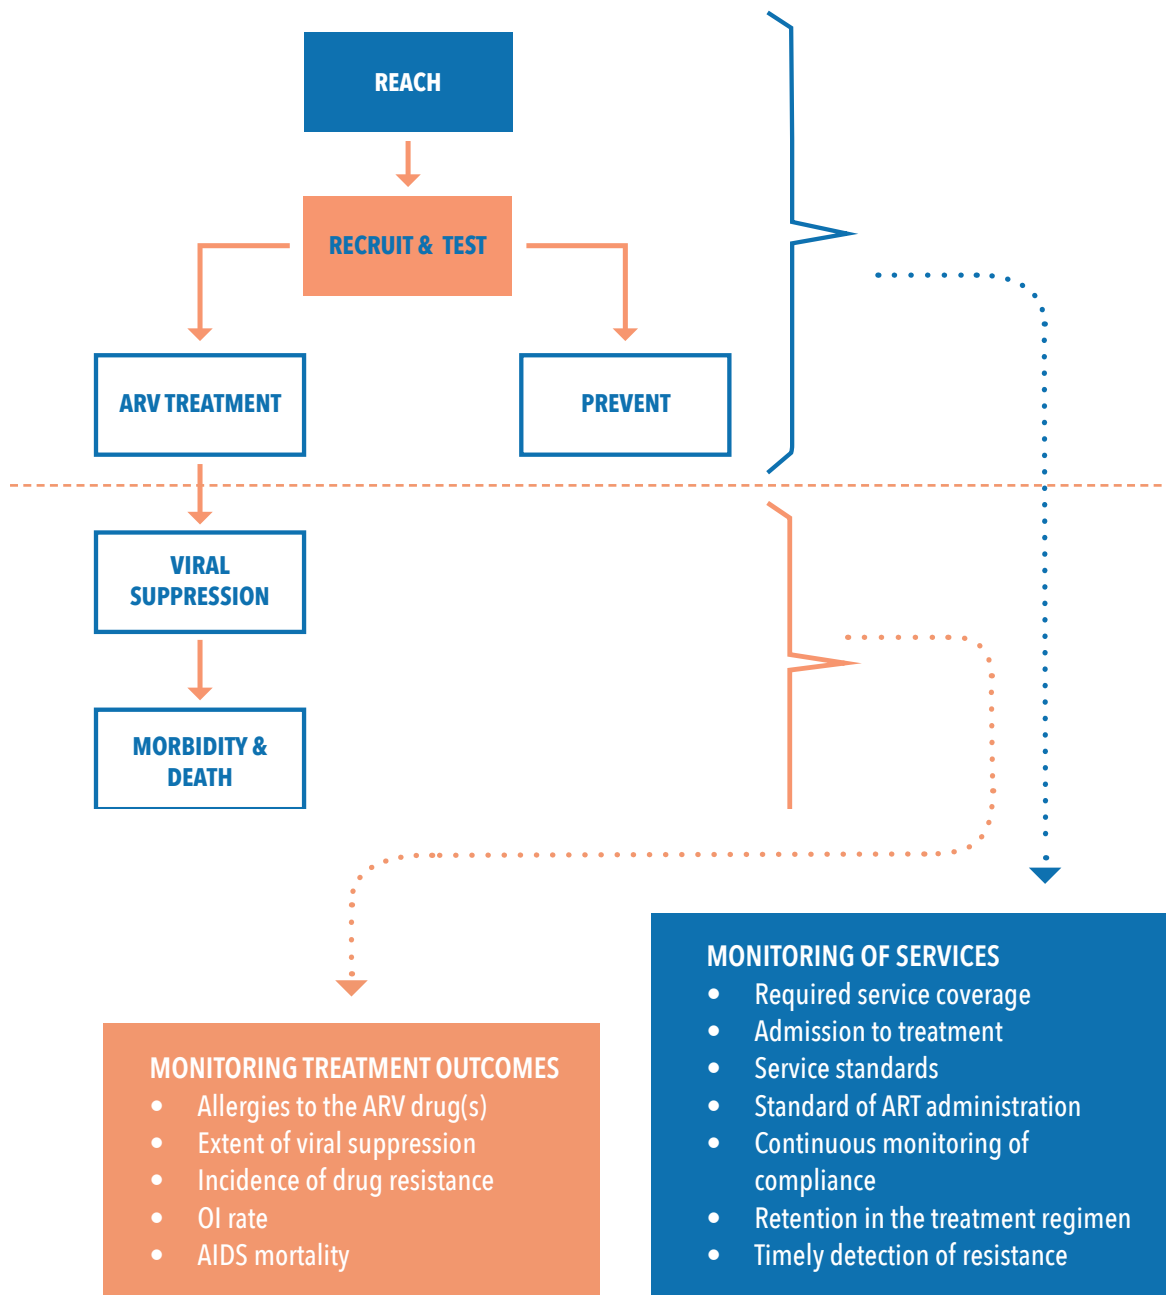 REACH
RECRUIT & TEST
ARV TREATMENT
PREVENT
VIRAL
SUPPRESSION
MORBIDITY &
DEATH
MONITORING OF SERVICES
• Required service coverage
• Admission to treatment
• Service standards
• Standard of ART administration
• Continuous monitoring of
compliance
• Retention in the treatment regimen
• Timely detection of resistance
MONITORING TREATMENT OUTCOMES
• Allergies to the ARV drug(s)
• Extent of viral suppression
• Incidence of drug resistance
• OI rate
• AIDS mortality